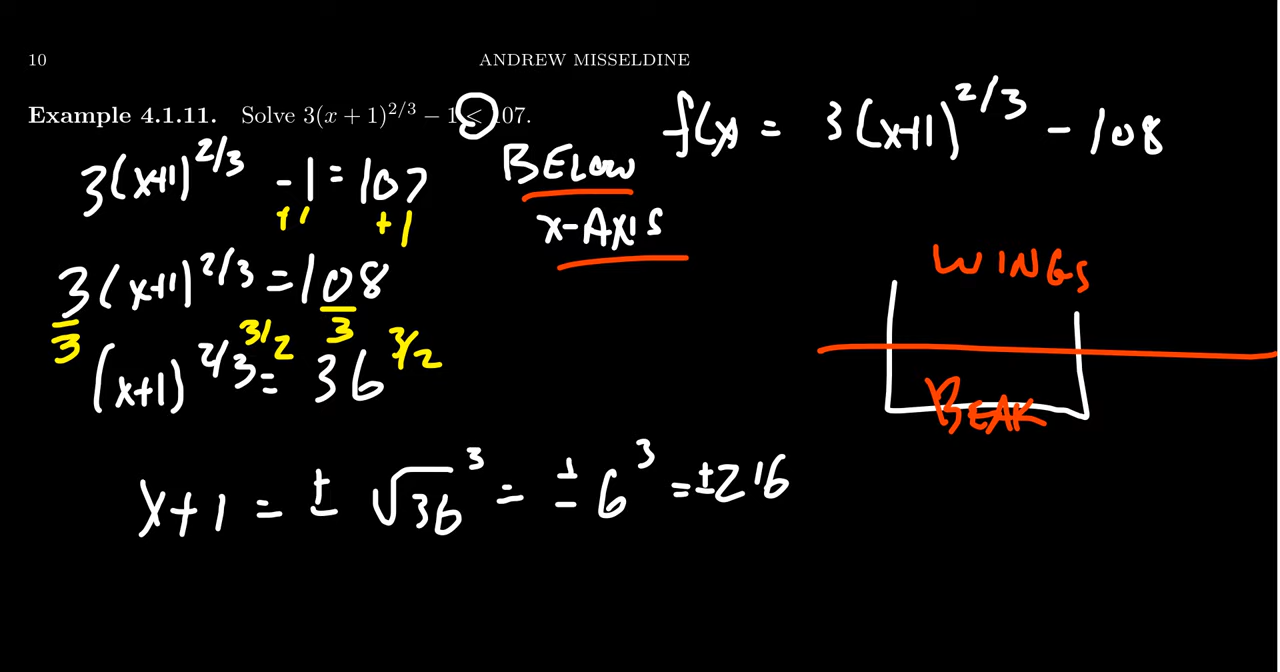 10 ANDREW MISSELDINE
Example 4.1.11. Solve 3(x + 1)^{2/3} − 1 < 107.
f(x) = 3(x+1)^{2/3} - 108
3(x+1)^{2/3} - 1 = 107
+1 +1
BELOW
x-AXIS
3(x+1)^{2/3} = 108
3 3
WINGS
(x+1)^{2/3} = 36
3/2 3/2
BEAK
x+1 = ± √36^3 = ± 6^3 = ±216